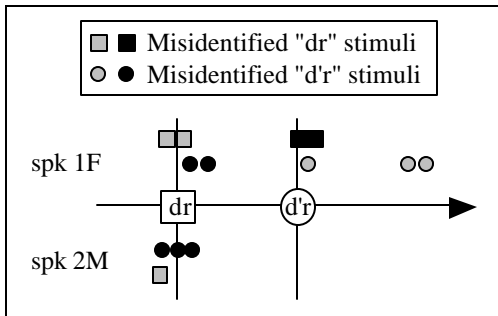 Misidentified "dr" stimuli
Misidentified "d'r" stimuli
spk 1F
dr
d'r
spk 2M